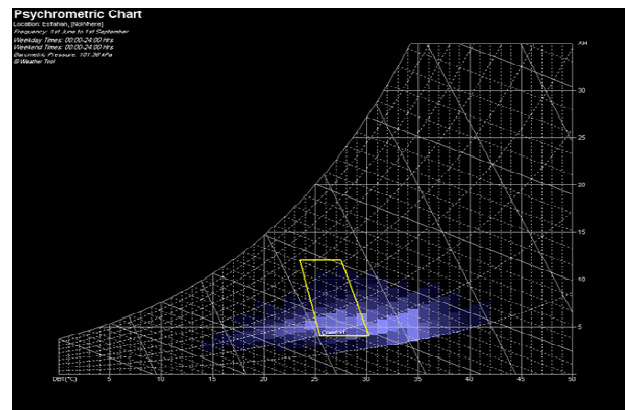 Psychrometric Chart
Location: Esfahan, [NoWhere]
Frequency: 1st June to 1st September
Weekday Times: 00:00-24:00 Hrs
Weekend Times: 00:00-24:00 Hrs
Barometric Pressure: 101.36 kPa
© Weather Tool
AH
30
25
20
15
10
5
Comfort
DBT(°C)
5
10
15
20
25
30
35
40
45
50